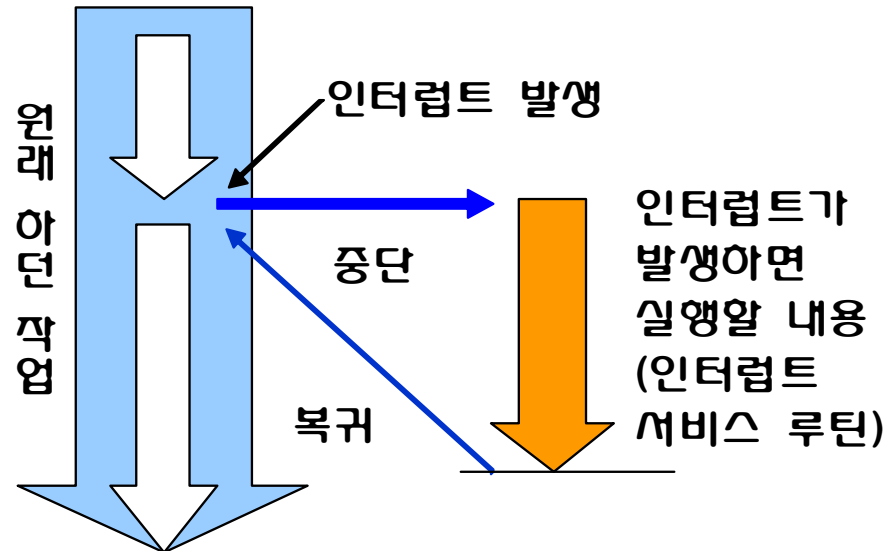 원래 하던 작업
인터럽트 발생
중단
복귀
인터럽트가
발생하면
실행할 내용
(인터럽트
서비스 루틴)